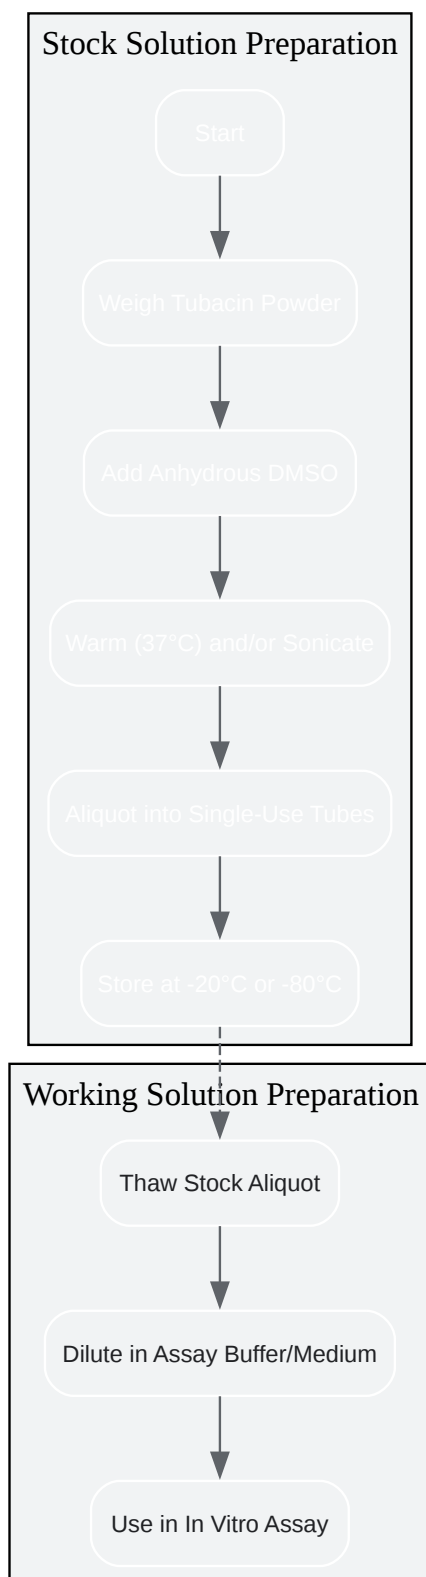 Stock Solution Preparation
Start
Weigh Tubacin Powder
Add Anhydrous DMSO
Warm (37°C) and/or Sonicate
Aliquot into Single-Use Tubes
Store at -20°C or -80°C
Working Solution Preparation
Thaw Stock Aliquot
Dilute in Assay Buffer/Medium
Use in In Vitro Assay